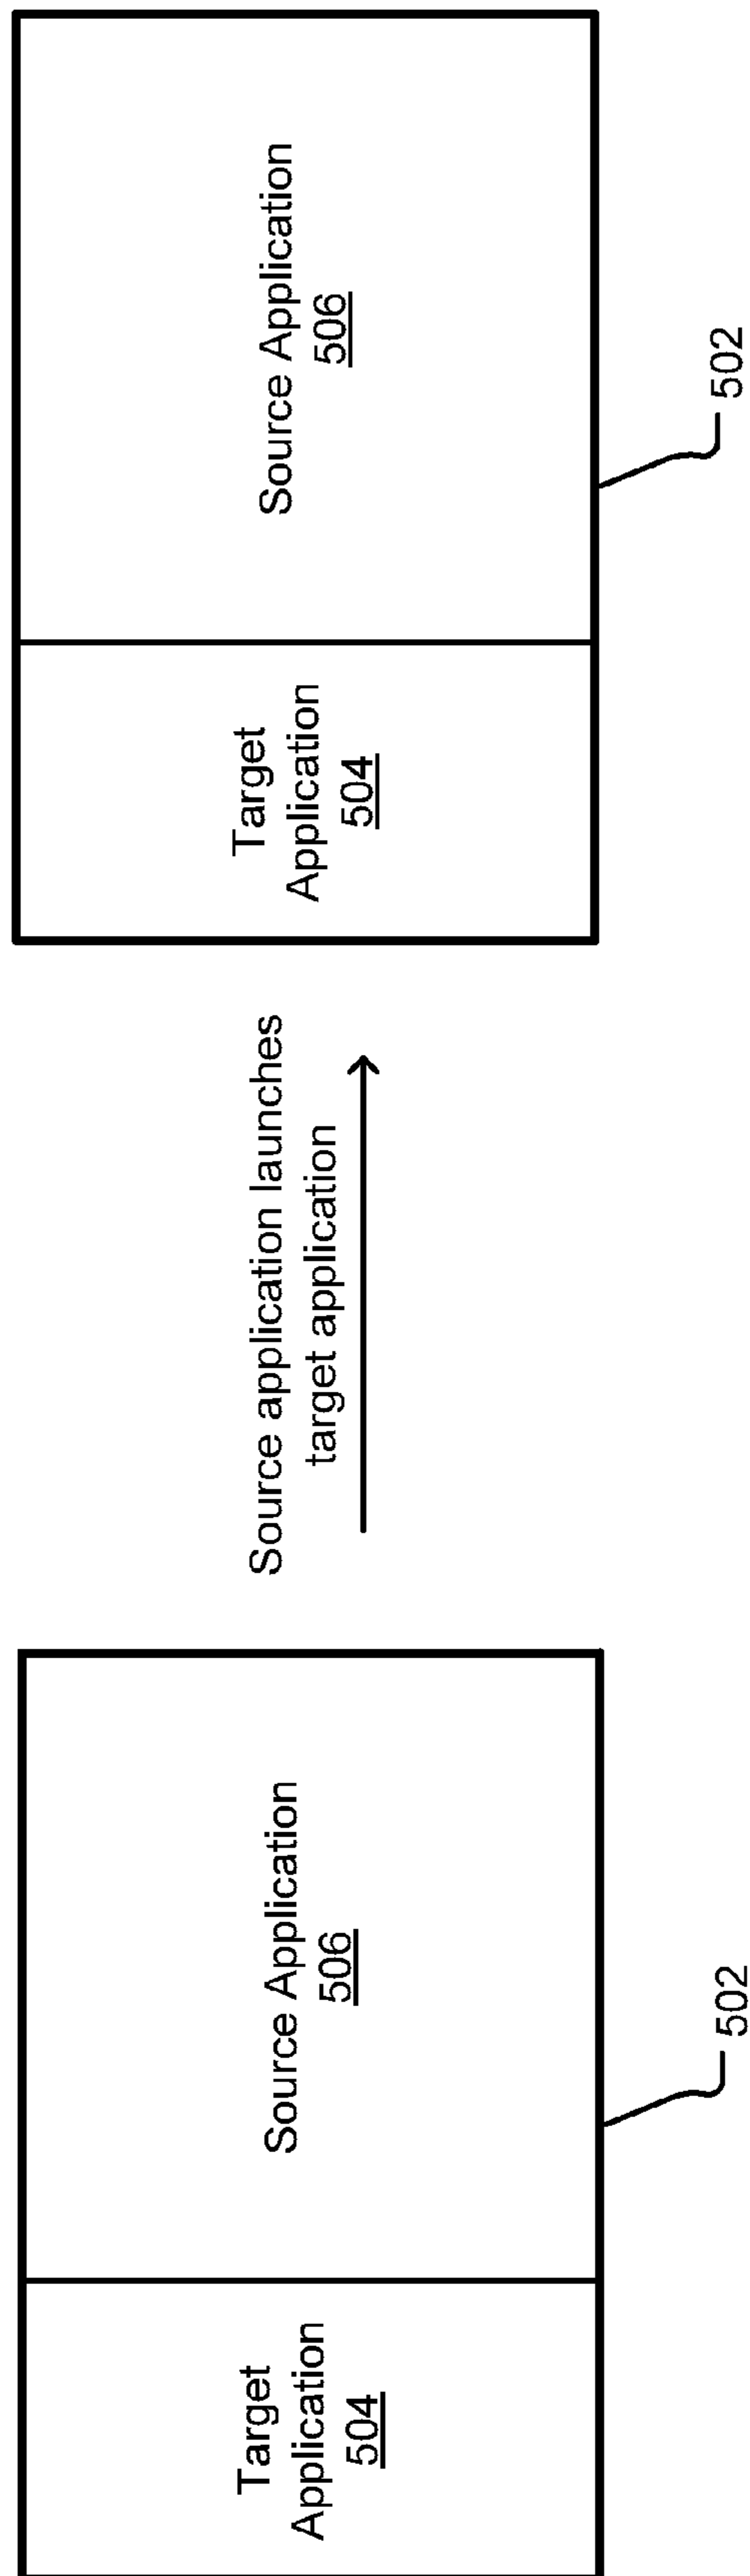 Target
Application
504
Source Application
506
502
Source application launches
target application
Target
Application
504
Source Application
506
502